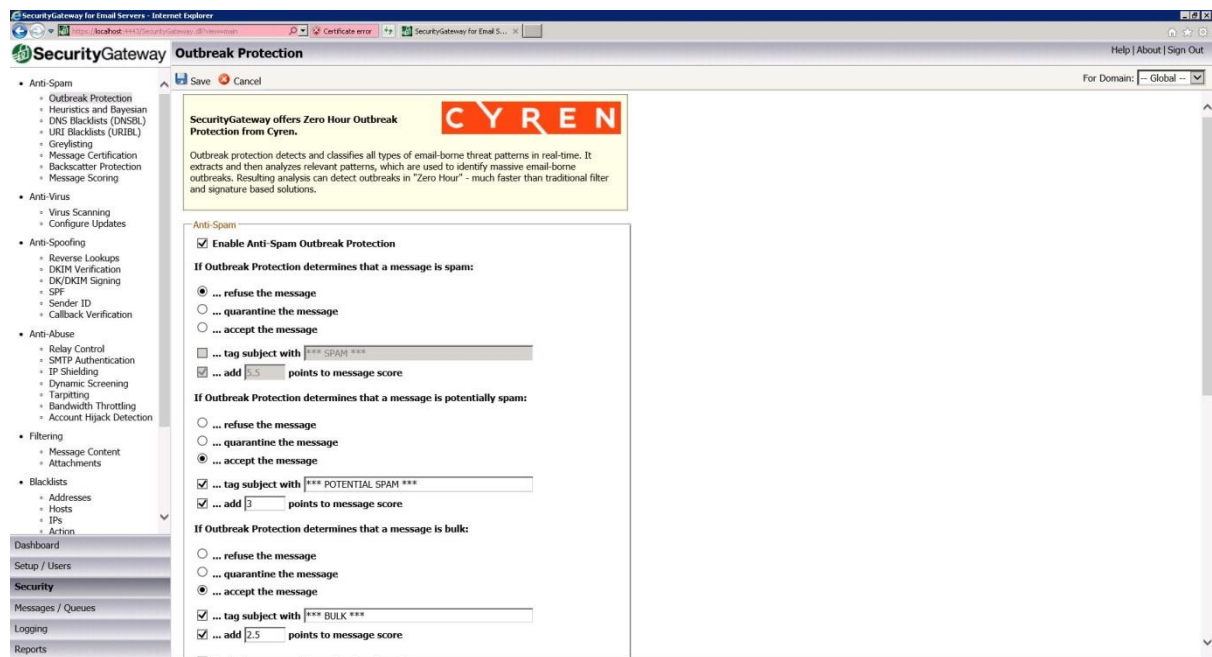 SecurityGateway for Email Servers - Internet Explorer
https://localhost:4443/SecurityGateway.dll?view=main
Certificate error
SecurityGateway for Email S...
SecurityGateway
Outbreak Protection
Help | About | Sign Out
Save
Cancel
For Domain:
-- Global --
Anti-Spam
Outbreak Protection
Heuristics and Bayesian
DNS Blacklists (DNSBL)
URI Blacklists (URIBL)
Greylisting
Message Certification
Backscatter Protection
Message Scoring
Anti-Virus
Virus Scanning
Configure Updates
Anti-Spoofing
Reverse Lookups
DKIM Verification
DK/DKIM Signing
SPF
Sender ID
Callback Verification
Anti-Abuse
Relay Control
SMTP Authentication
IP Shielding
Dynamic Screening
Tarpitting
Bandwidth Throttling
Account Hijack Detection
Filtering
Message Content
Attachments
Blacklists
Addresses
Hosts
IPs
Action
Dashboard
Setup / Users
Security
Messages / Queues
Logging
Reports
SecurityGateway offers Zero Hour Outbreak
Protection from Cyren.
CYREN
Outbreak protection detects and classifies all types of email-borne threat patterns in real-time. It
extracts and then analyzes relevant patterns, which are used to identify massive email-borne
outbreaks. Resulting analysis can detect outbreaks in "Zero Hour" - much faster than traditional filter
and signature based solutions.
Anti-Spam
Enable Anti-Spam Outbreak Protection
If Outbreak Protection determines that a message is spam:
... refuse the message
... quarantine the message
... accept the message
... tag subject with *** SPAM ***
... add 5.5 points to message score
If Outbreak Protection determines that a message is potentially spam:
... refuse the message
... quarantine the message
... accept the message
... tag subject with *** POTENTIAL SPAM ***
... add 3 points to message score
If Outbreak Protection determines that a message is bulk:
... refuse the message
... quarantine the message
... accept the message
... tag subject with *** BULK ***
... add 2.5 points to message score